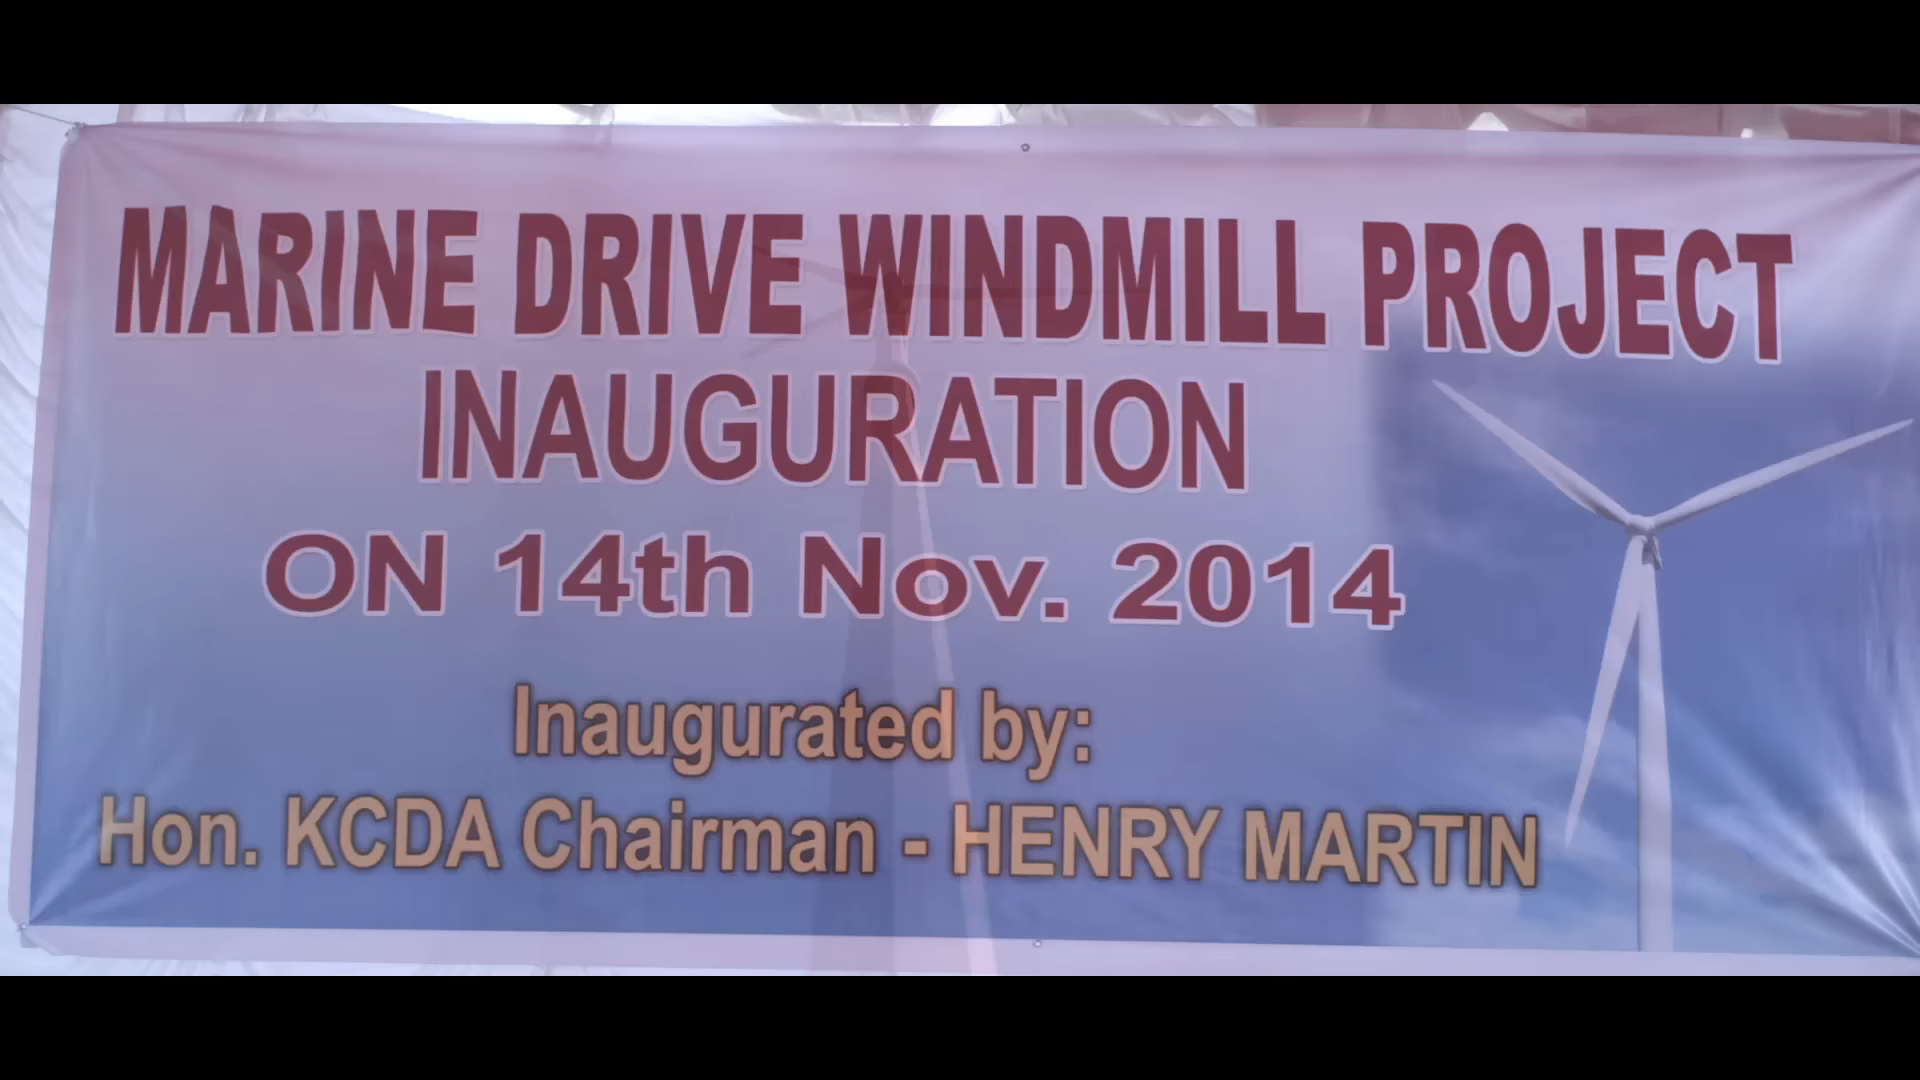 MARINE DRIVE WINDMILL PROJECT
INAUGURATION
ON 14th Nov. 2014
Inaugurated by:
Hon. KCDA Chairman - HENRY MARTIN